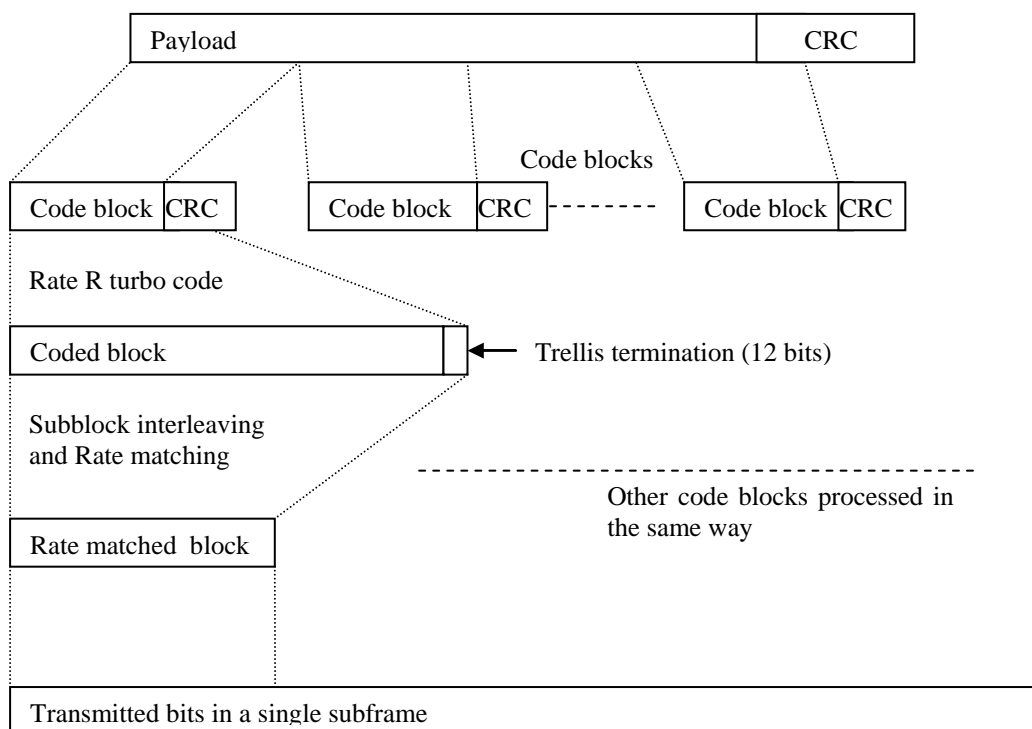 Payload CRC
Code blocks
Code block CRC Code block CRC Code block CRC
Rate R turbo code
Coded block
Trellis termination (12 bits)
Subblock interleaving
and Rate matching
Other code blocks processed in
the same way
Rate matched block
Transmitted bits in a single subframe